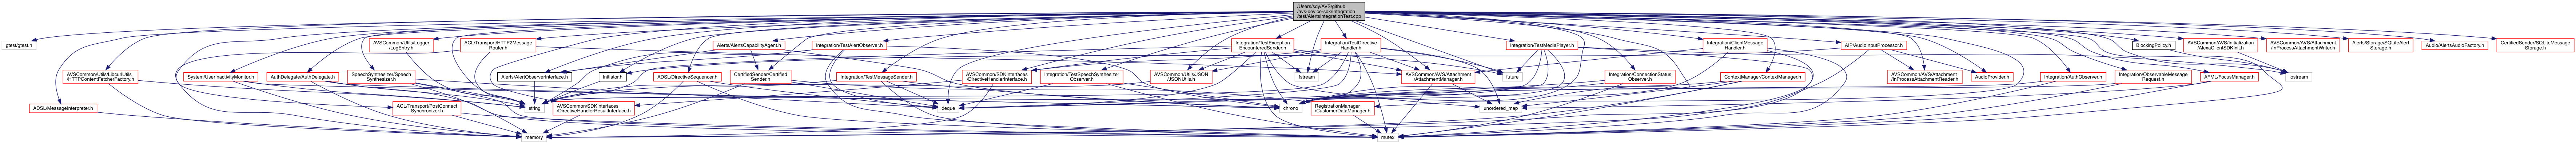 /Users/sdy/AVS/github
/avs-device-sdk/Integration
/test/AlertsIntegrationTest.cpp
gtest/gtest.h
AVSCommon/Utils/Logger
/LogEntry.h
ACL/Transport/HTTP2Message
Router.h
Alerts/AlertsCapabilityAgent.h
Integration/TestAlertObserver.h
Integration/TestException
EncounteredSender.h
Integration/TestDirective
Handler.h
Integration/TestMediaPlayer.h
Integration/ClientMessage
Handler.h
AIP/AudioInputProcessor.h
BlockingPolicy.h
AVSCommon/AVS/Initialization
/AlexaClientSDKInit.h
AVSCommon/AVS/Attachment
/InProcessAttachmentWriter.h
Alerts/Storage/SQLiteAlert
Storage.h
Audio/AlertsAudioFactory.h
CertifiedSender/SQLiteMessage
Storage.h
AVSCommon/Utils/LibcurlUtils
/HTTPContentFetcherFactory.h
System/UserInactivityMonitor.h
AuthDelegate/AuthDelegate.h
SpeechSynthesizer/Speech
Synthesizer.h
Alerts/AlertObserverInterface.h
Initiator.h
ADSL/DirectiveSequencer.h
CertifiedSender/Certified
Sender.h
Integration/TestMessageSender.h
AVSCommon/SDKInterfaces
/DirectiveHandlerInterface.h
Integration/TestSpeechSynthesizer
Observer.h
AVSCommon/Utils/JSON
/JSONUtils.h
fstream
AVSCommon/AVS/Attachment
/AttachmentManager.h
future
Integration/ConnectionStatus
Observer.h
ContextManager/ContextManager.h
AVSCommon/AVS/Attachment
/InProcessAttachmentReader.h
AudioProvider.h
Integration/AuthObserver.h
Integration/ObservableMessage
Request.h
AFML/FocusManager.h
iostream
ADSL/MessageInterpreter.h
ACL/Transport/PostConnect
Synchronizer.h
string
AVSCommon/SDKInterfaces
/DirectiveHandlerResultInterface.h
deque
chrono
RegistrationManager
/CustomerDataManager.h
unordered_map
memory
mutex